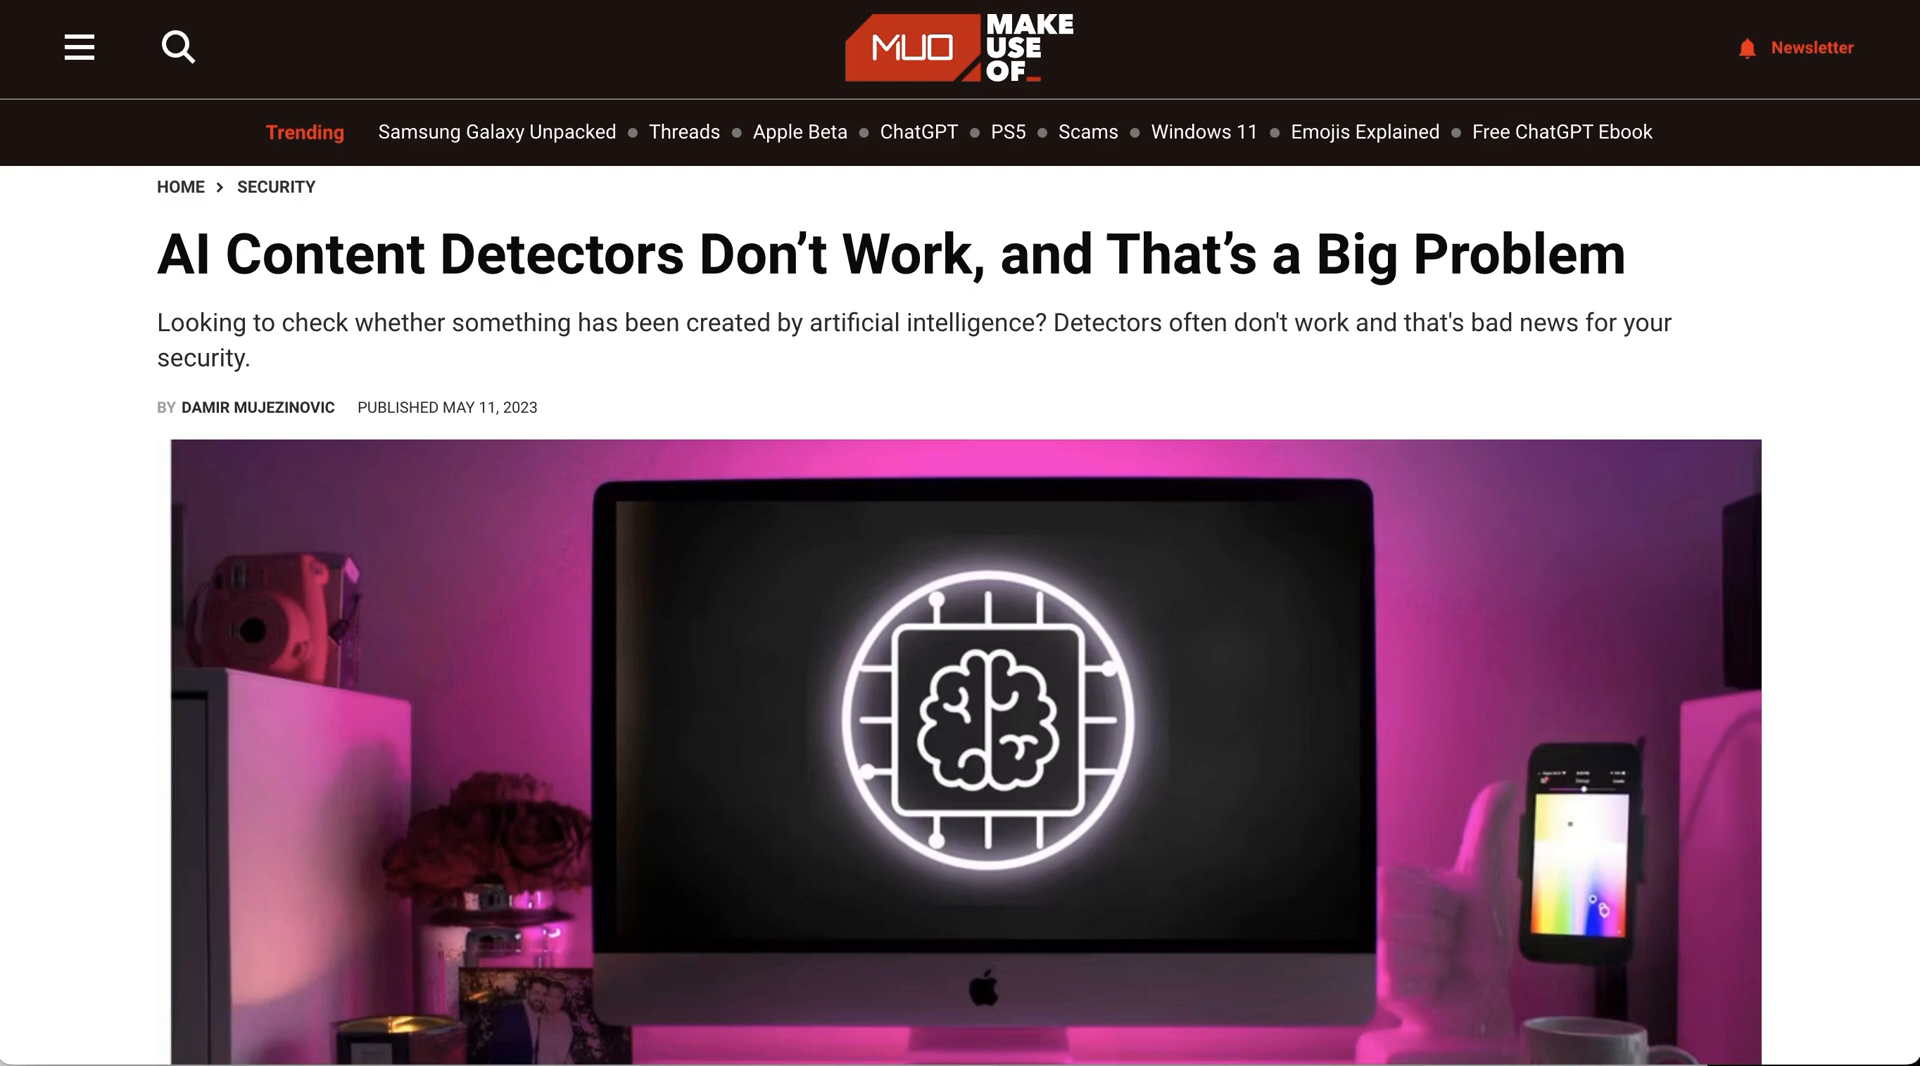 MUO MAKE
USE
OF_
Newsletter
Trending Samsung Galaxy Unpacked Threads Apple Beta ChatGPT PS5 Scams Windows 11 Emojis Explained Free ChatGPT Ebook
HOME > SECURITY
AI Content Detectors Don’t Work, and That’s a Big Problem
Looking to check whether something has been created by artificial intelligence? Detectors often don't work and that's bad news for your
security.
BY DAMIR MUJEZINOVIC PUBLISHED MAY 11, 2023